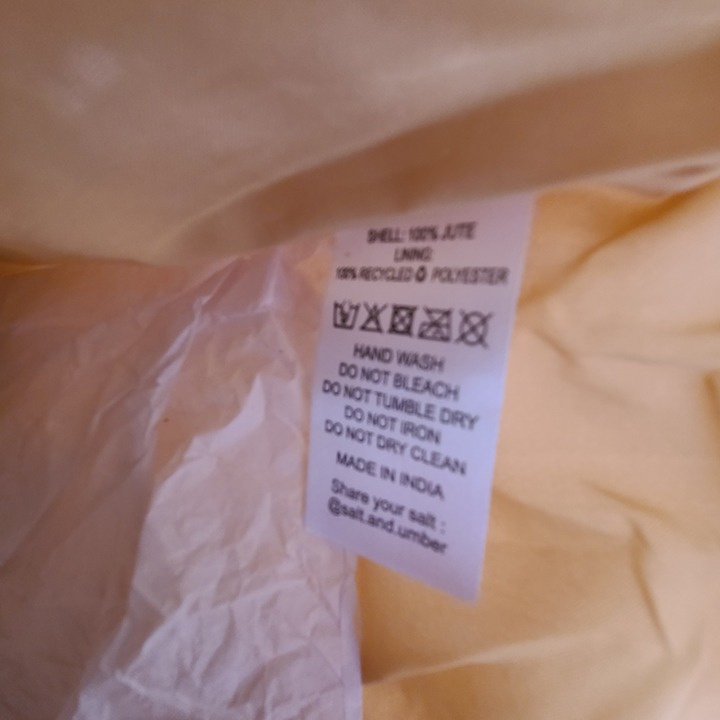 SHELL: 100% JUTE
LINING:
100% RECYCLED ♻ POLYESTER
HAND WASH
DO NOT BLEACH
DO NOT TUMBLE DRY
DO NOT IRON
DO NOT DRY CLEAN
MADE IN INDIA
Share your salt :
@salt.and.umber